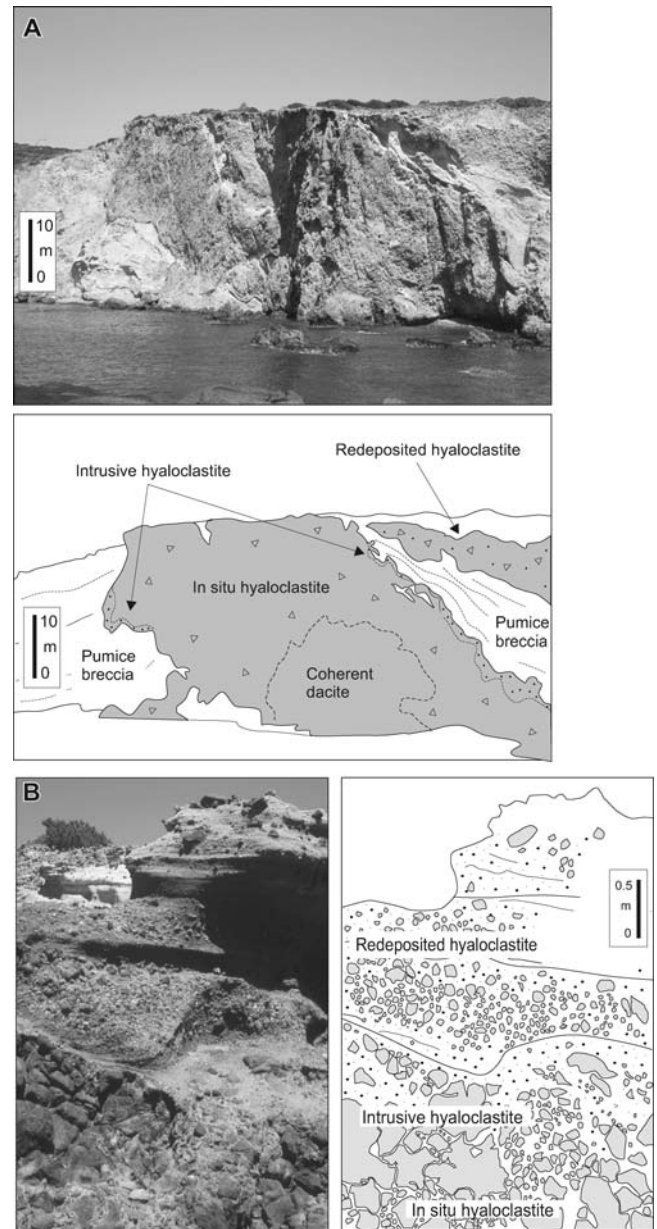 A
10
m
0
Intrusive hyaloclastite
Redeposited hyaloclastite
In situ hyaloclastite
10
m
0
Pumice
breccia
Pumice
breccia
Coherent
dacite
B
0.5
m
0
Redeposited hyaloclastite
Intrusive hyaloclastite
In situ hyaloclastite